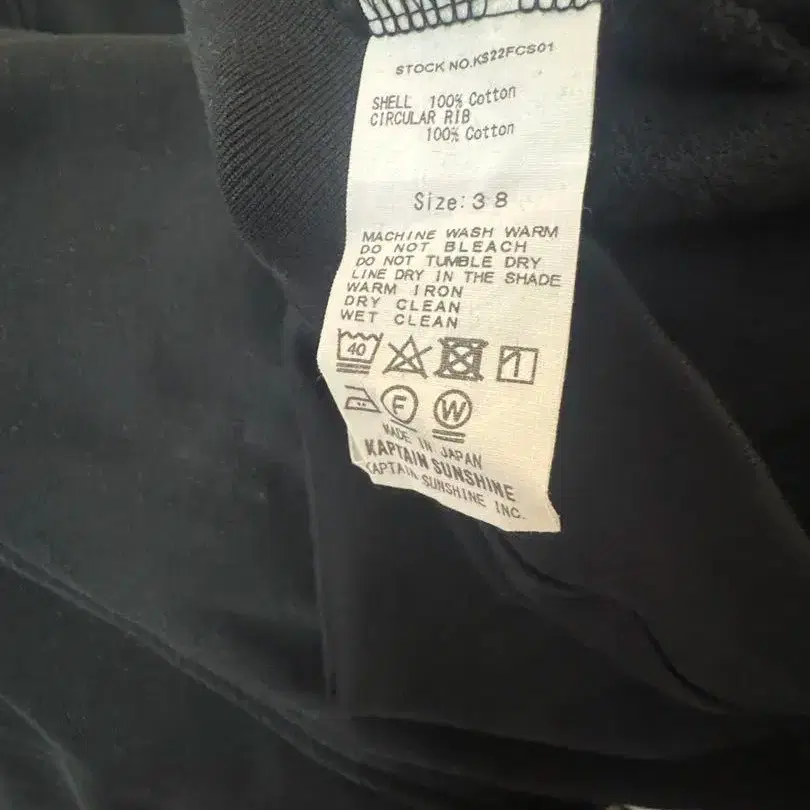 STOCK NO.KS22FCS01
SHELL 100% Cotton
CIRCULAR RIB
100% Cotton
Size:38
MACHINE WASH WARM
DO NOT BLEACH
DO NOT TUMBLE DRY
LINE DRY IN THE SHADE
WARM IRON
DRY CLEAN
WET CLEAN
40
F W
MADE IN JAPAN
KAPTAIN SUNSHINE
KAPTAIN SUNSHINE INC.